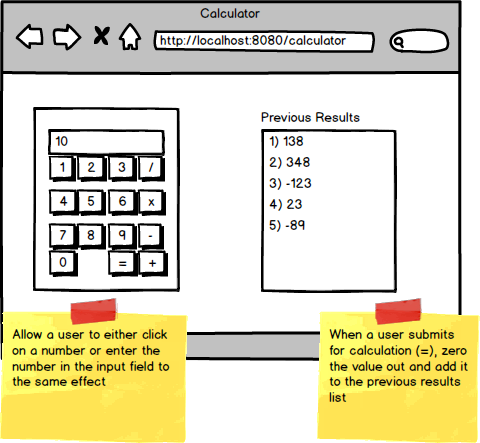 Calculator
http://localhost:8080/calculator
10
1 2 3 /
4 5 6 x
7 8 9 -
0 = +
Previous Results
1) 138
2) 348
3) -123
4) 23
5) -89
Allow a user to either click
on a number or enter the
number in the input field to
the same effect
When a user submits
for calculation (=), zero
the value out and add it
to the previous results
list